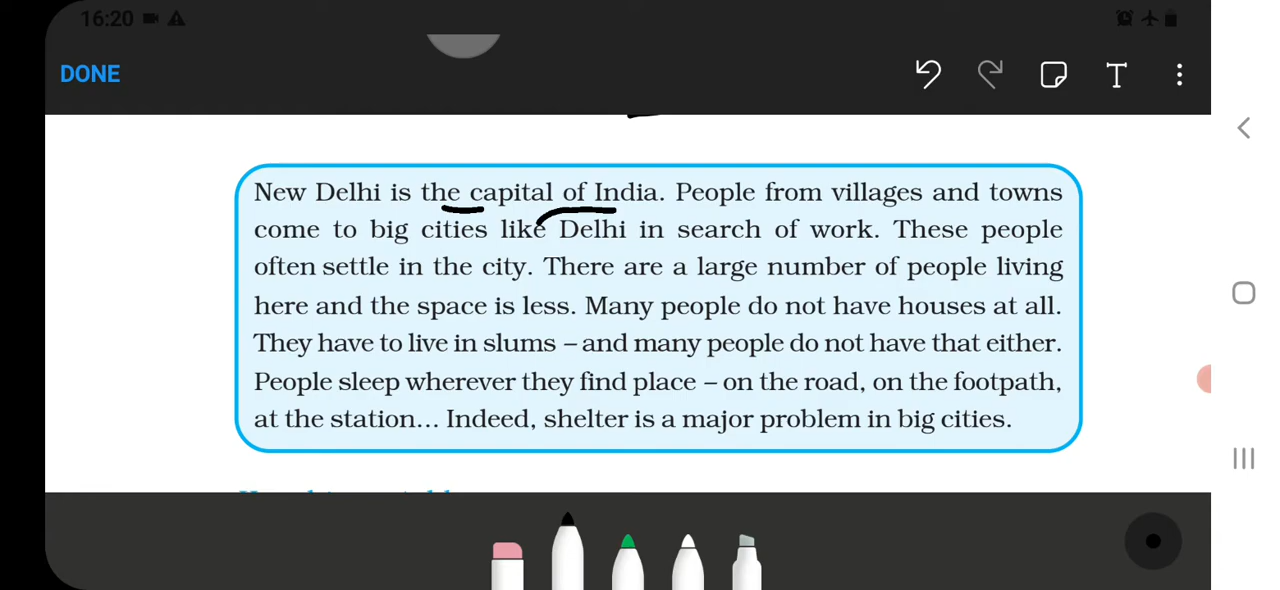 16:20
DONE
T
New Delhi is the capital of India. People from villages and towns
come to big cities like Delhi in search of work. These people
often settle in the city. There are a large number of people living
here and the space is less. Many people do not have houses at all.
They have to live in slums – and many people do not have that either.
People sleep wherever they find place – on the road, on the footpath,
at the station... Indeed, shelter is a major problem in big cities.